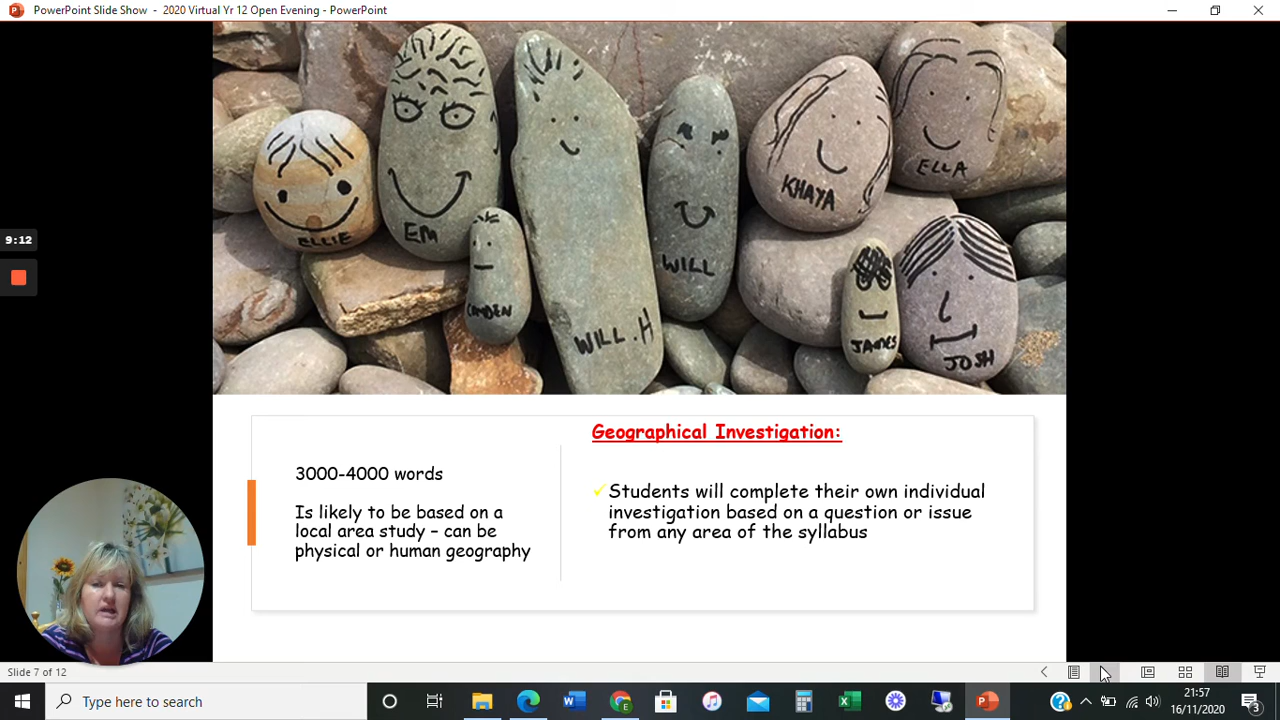 PowerPoint Slide Show - 2020 Virtual Yr 12 Open Evening - PowerPoint
ELLIE
EM
CAMDEN
WILL.H
WILL
KHAYA
ELLA
JAMES
JOSH
9:12
3000-4000 words
Is likely to be based on a
local area study – can be
physical or human geography
Geographical Investigation:
✓Students will complete their own individual
investigation based on a question or issue
from any area of the syllabus
Slide 7 of 12
Type here to search
21:57
16/11/2020
3